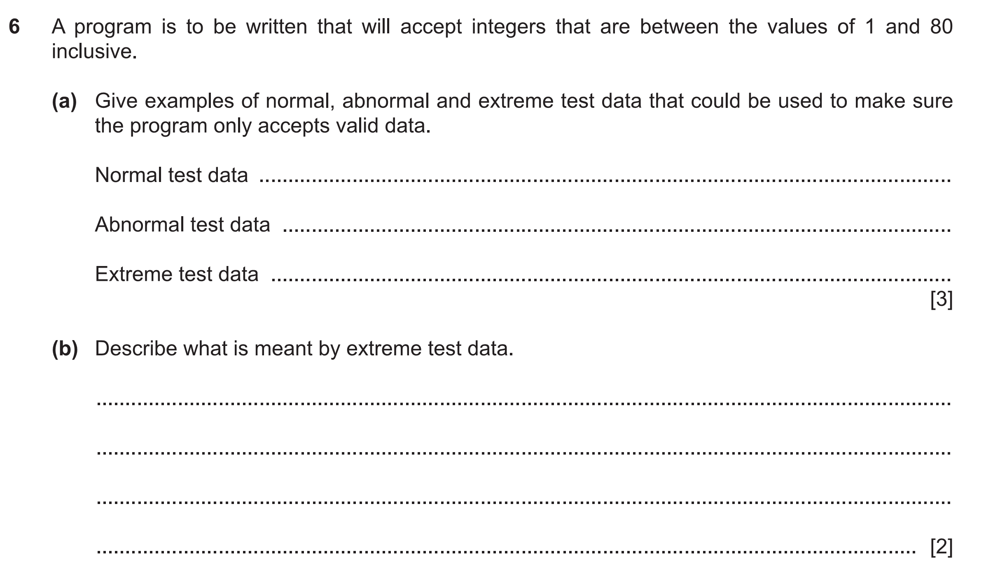 6 A program is to be written that will accept integers that are between the values of 1 and 80
inclusive.
(a) Give examples of normal, abnormal and extreme test data that could be used to make sure
the program only accepts valid data.
Normal test data ................................................................
Abnormal test data ................................................................
Extreme test data ................................................................
[3]
(b) Describe what is meant by extreme test data.
................................................................
................................................................
................................................................
................................................................ [2]